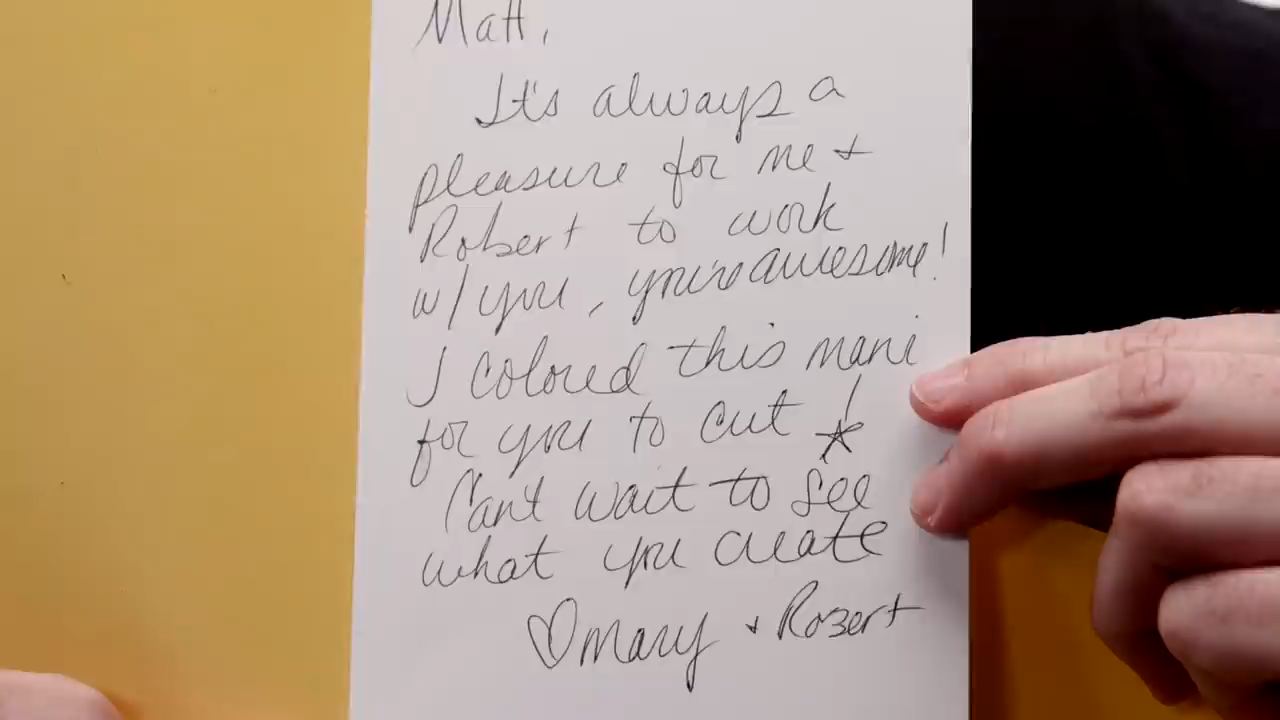 Matt,
It's always a
pleasure for me +
Robert to work
w/ you, you're awesome!
I colored this mani
for you to cut!
Can't wait to see
what you create
♡ Mary + Robert